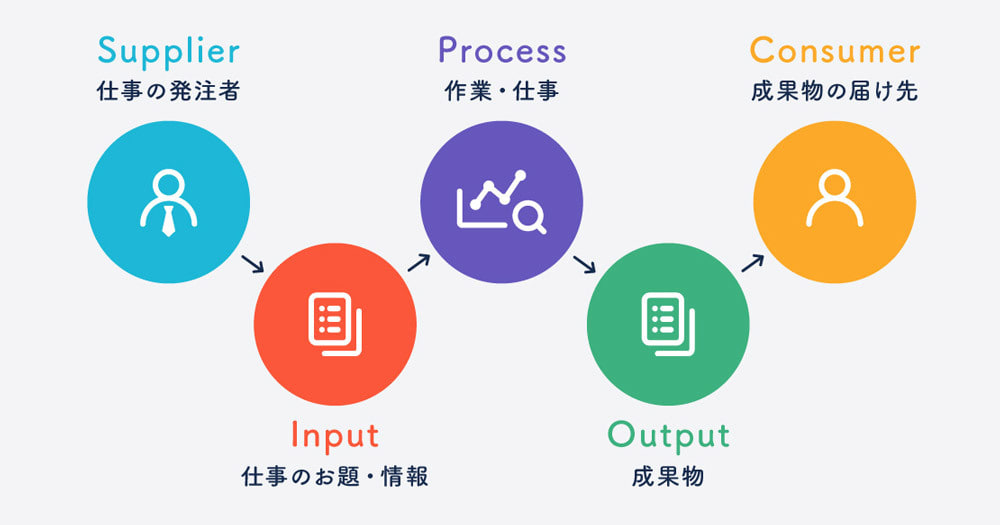 Supplier
仕事の発注者
Input
仕事のお題・情報
Process
作業・仕事
Output
成果物
Consumer
成果物の届け先